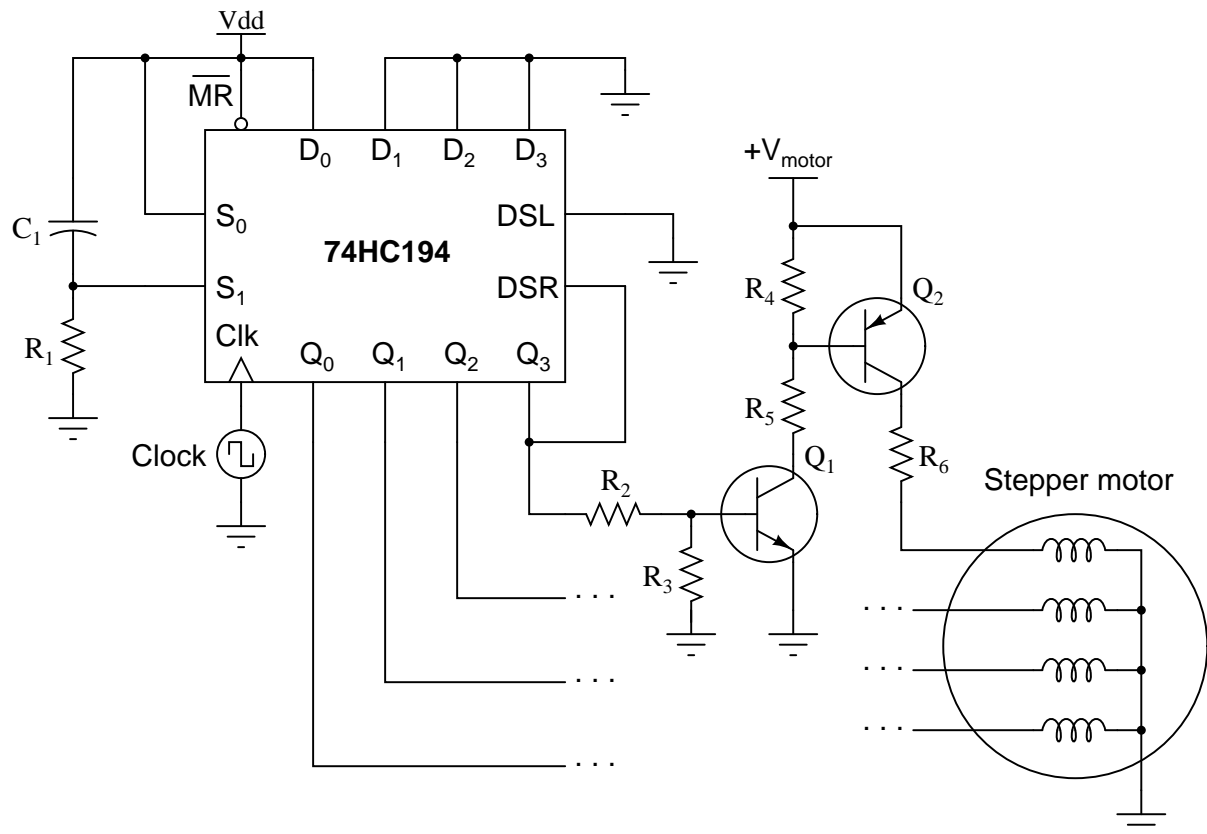 Vdd
MR
D₀ D₁ D₂ D₃
+Vmotor
S₀
DSL
C₁
74HC194
R₄
Q₂
S₁
DSR
R₁
Clk
Q₀ Q₁ Q₂ Q₃
R₅
Clock
Q₁
R₆
R₂
Stepper motor
R₃
. . . . . .
. . . . . .
. . . . . .